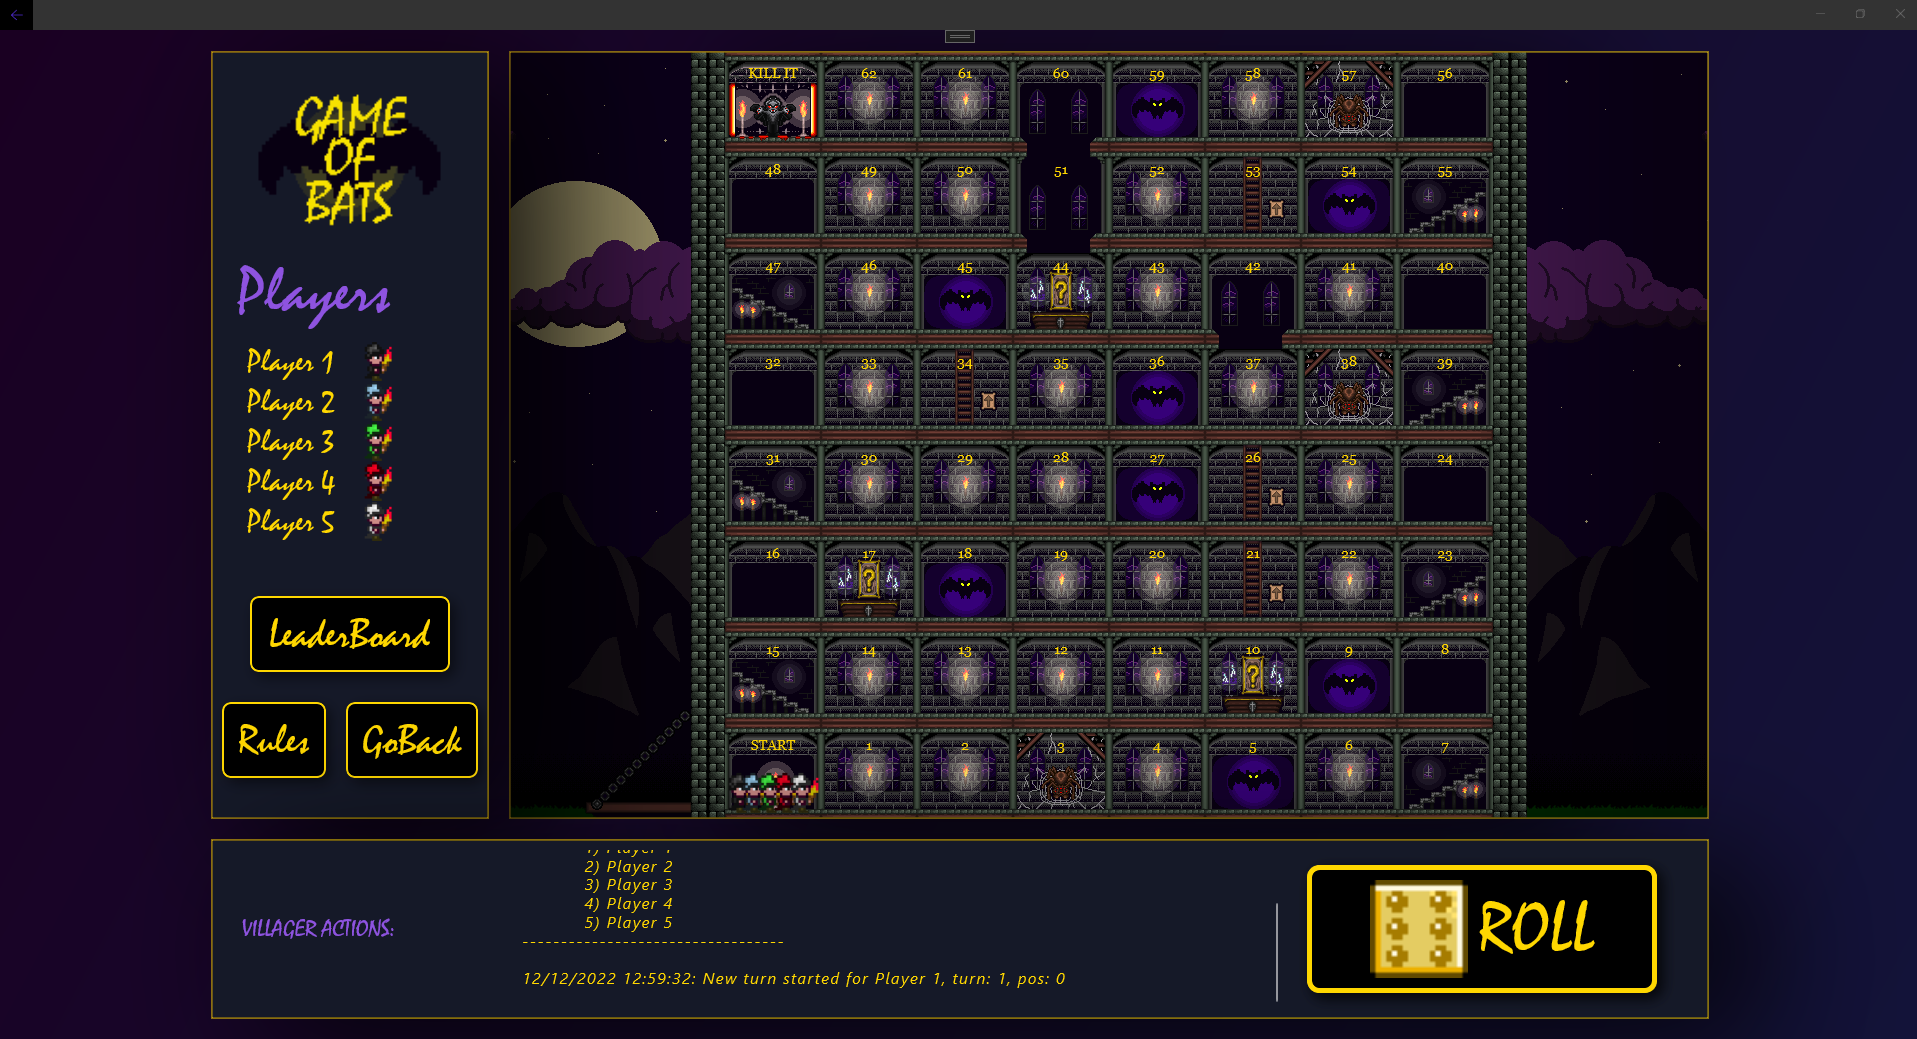 GAME
OF
BATS
Players
Player 1
Player 2
Player 3
Player 4
Player 5
LeaderBoard
Rules GoBack
KILL IT 62 61 60 59 58 57 56
48 49 50 51 52 53 54 55
47 46 45 44 43 42 41 40
32 33 34 35 36 37 38 39
31 30 29 28 27 26 25 24
16 17 18 19 20 21 22 23
15 14 13 12 11 10 9 8
START 1 2 3 4 5 6 7
VILLAGER ACTIONS:
1) Player 1
2) Player 2
3) Player 3
4) Player 4
5) Player 5
---------------------------------
12/12/2022 12:59:32: New turn started for Player 1, turn: 1, pos: 0
ROLL